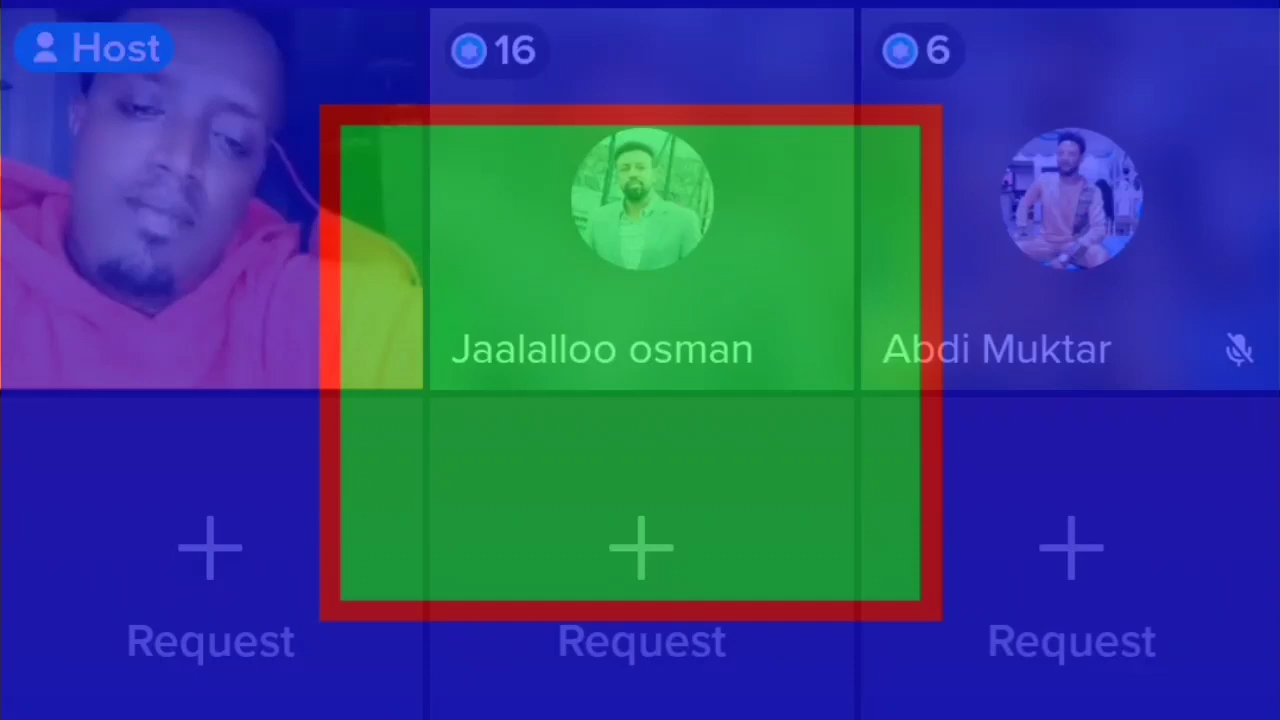 Host
16
6
Jaalalloo osman
Abdi Muktar
Request
Request
Request